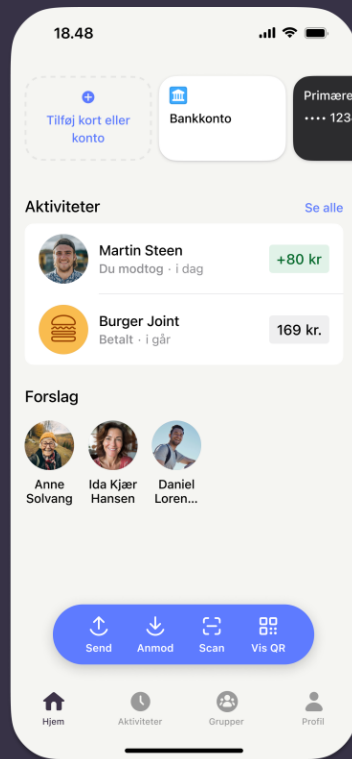 18.48
Tilføj kort eller
konto
Bankkonto
Primære
•••• 123
Aktiviteter
Se alle
Martin Steen
Du modtog · i dag
+80 kr
Burger Joint
Betalt · i går
169 kr.
Forslag
Anne
Solvang
Ida Kjær
Hansen
Daniel
Loren...
Send
Anmod
Scan
Vis QR
Hjem
Aktiviteter
Grupper
Profil